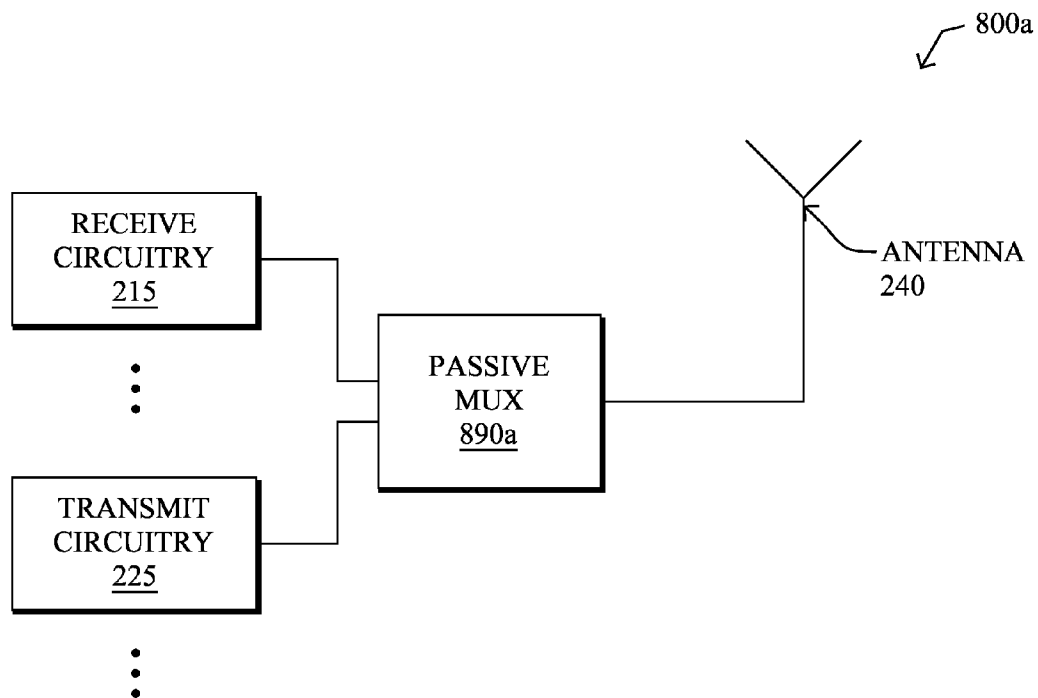 800a
RECEIVE
CIRCUITRY
215
ANTENNA
240
PASSIVE
MUX
890a
TRANSMIT
CIRCUITRY
225